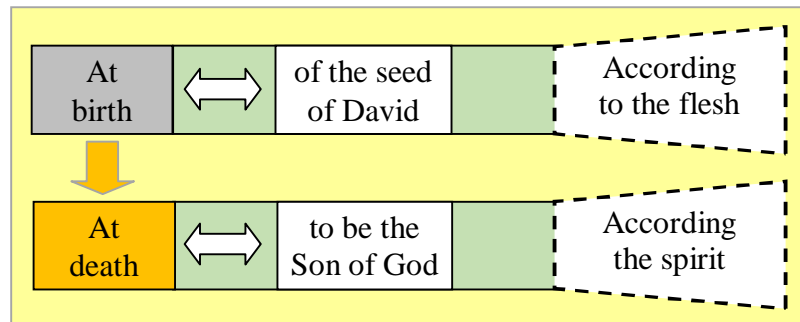 At
birth
of the seed
of David
According
to the flesh
At
death
to be the
Son of God
According
the spirit